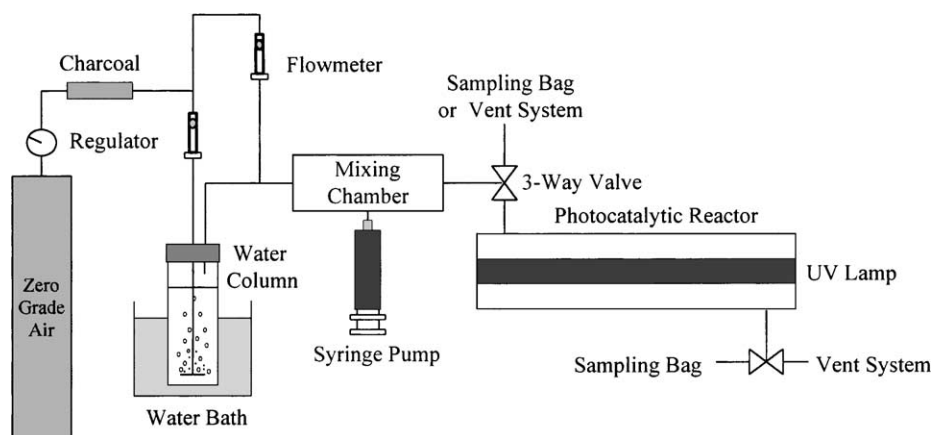 Charcoal
Flowmeter
Sampling Bag
or Vent System
Regulator
Mixing
Chamber
3-Way Valve
Photocatalytic Reactor
Water
Column
UV Lamp
Zero
Grade
Air
Syringe Pump
Sampling Bag
Vent System
Water Bath